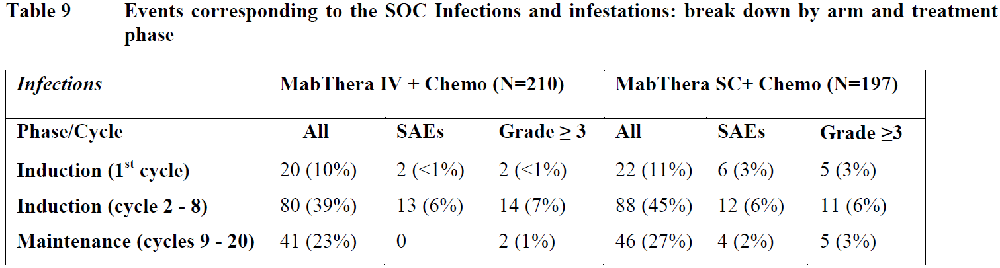 Table 9 Events corresponding to the SOC Infections and infestations: break down by arm and treatment
phase
Infections MabThera IV + Chemo (N=210) MabThera SC+ Chemo (N=197)
Phase/Cycle All SAEs Grade ≥ 3 All SAEs Grade ≥3
Induction (1st cycle) 20 (10%) 2 (<1%) 2 (<1%) 22 (11%) 6 (3%) 5 (3%)
Induction (cycle 2 - 8) 80 (39%) 13 (6%) 14 (7%) 88 (45%) 12 (6%) 11 (6%)
Maintenance (cycles 9 - 20) 41 (23%) 0 2 (1%) 46 (27%) 4 (2%) 5 (3%)